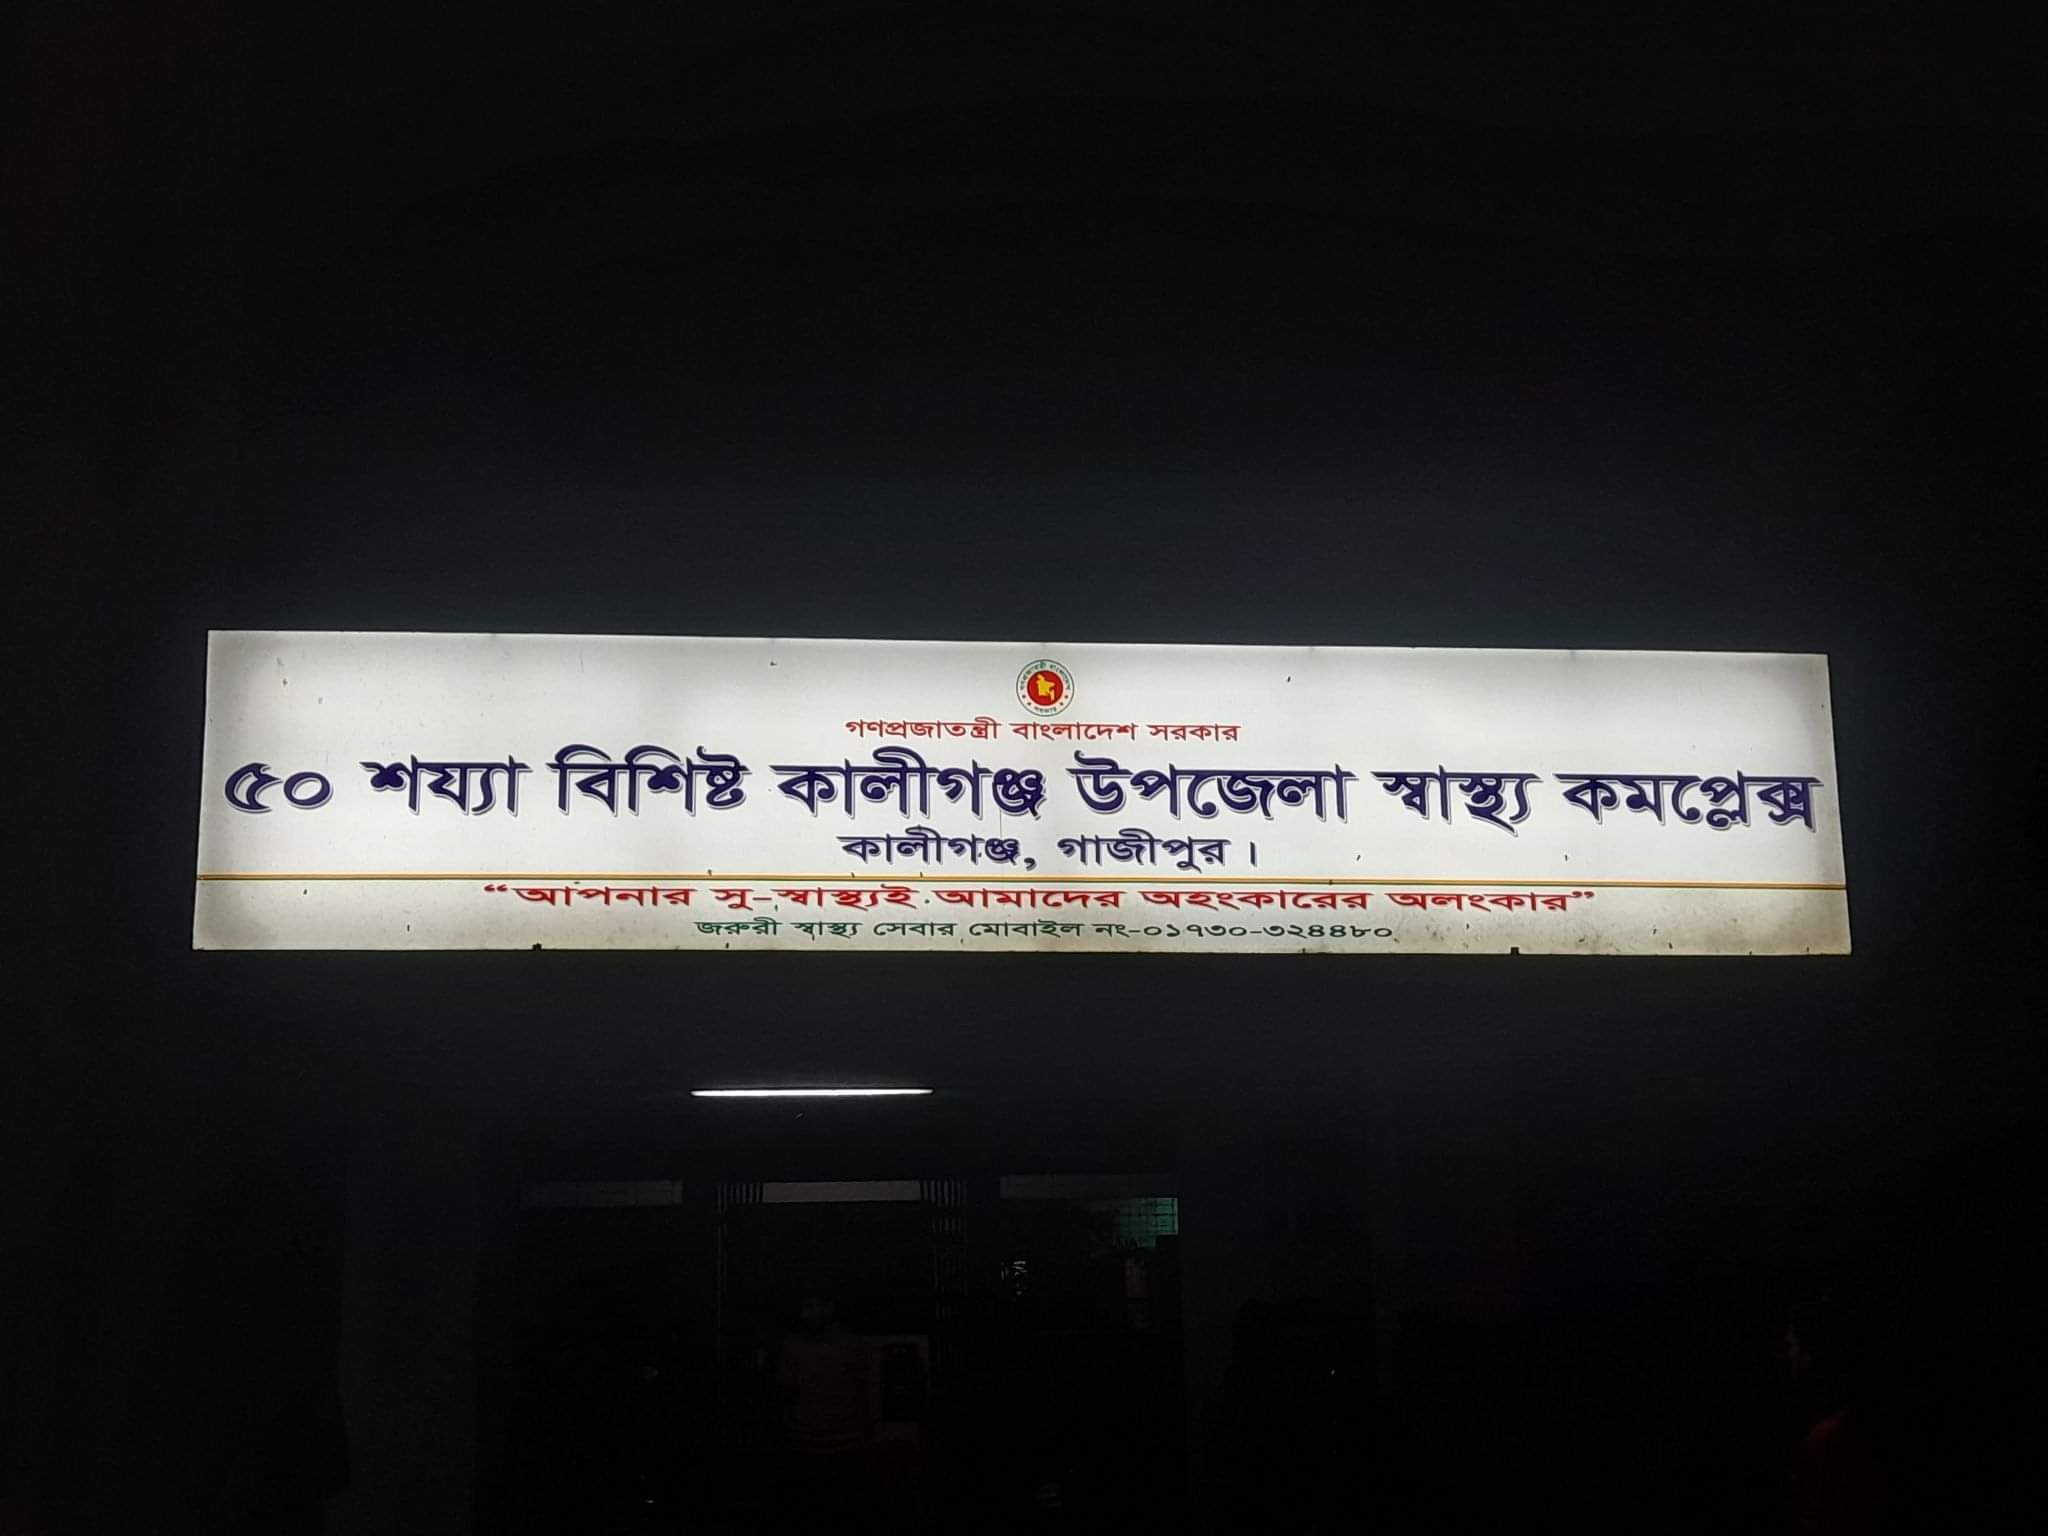 গণপ্রজাতন্ত্রী বাংলাদেশ সরকার
৫০ শয্যা বিশিষ্ট কালীগঞ্জ উপজেলা স্বাস্থ্য কমপ্লেক্স
কালীগঞ্জ, গাজীপুর।
“আপনার সু-স্বাস্থ্যই আমাদের অহংকারের অলংকার”
জরুরী স্বাস্থ্য সেবার মোবাইল নং-০১৭৩০-৩২৪৪৮০